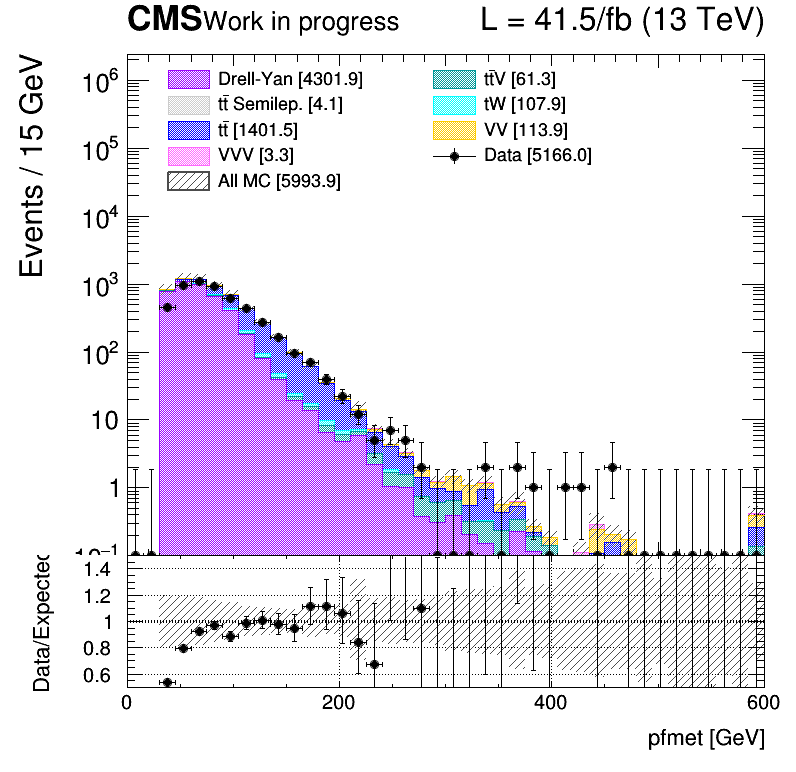 CMS Work in progress L = 41.5/fb (13 TeV)
Events / 15 GeV
Drell-Yan [4301.9] tt̄V [61.3]
tt̄ Semilep. [4.1] tW [107.9]
tt̄ [1401.5] VV [113.9]
VVV [3.3] Data [5166.0]
All MC [5993.9]
10⁶
10⁵
10⁴
10³
10²
10
1
10⁻¹
Data/Expected
1.4
1.2
1
0.8
0.6
0 200 400 600
pfmet [GeV]